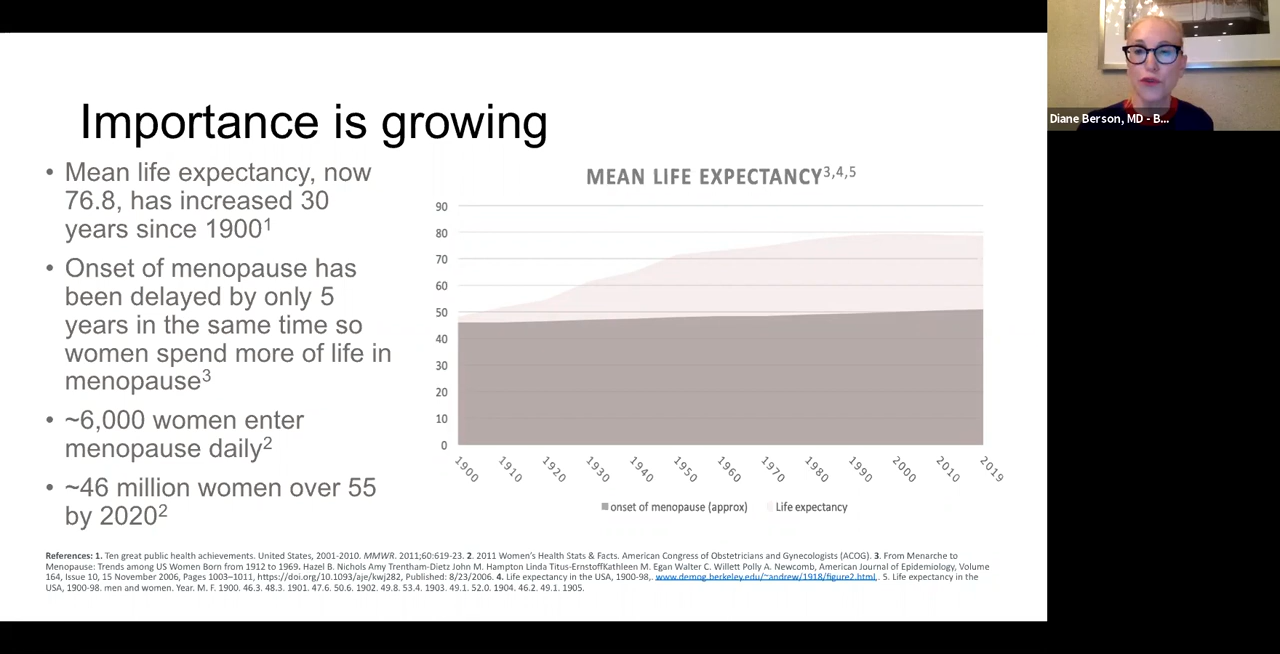 Importance is growing
• Mean life expectancy, now
76.8, has increased 30
years since 1900¹
• Onset of menopause has
been delayed by only 5
years in the same time so
women spend more of life in
menopause³
• ~6,000 women enter
menopause daily²
• ~46 million women over 55
by 2020²
MEAN LIFE EXPECTANCY³,⁴,⁵
90
80
70
60
50
40
30
20
10
0
1900 1910 1920 1930 1940 1950 1960 1970 1980 1990 2000 2010 2019
onset of menopause (approx) Life expectancy
References: 1. Ten great public health achievements. United States, 2001-2010. MMWR. 2011;60:619-23. 2. 2011 Women's Health Stats & Facts. American Congress of Obstetricians and Gynecologists (ACOG). 3. From Menarche to
Menopause: Trends among US Women Born from 1912 to 1969. Hazel B. Nichols Amy Trentham-Dietz John M. Hampton Linda Titus-ErnstoffKathleen M. Egan Walter C. Willett Polly A. Newcomb, American Journal of Epidemiology, Volume
164, Issue 10, 15 November 2006, Pages 1003–1011, https://doi.org/10.1093/aje/kwj282, Published: 8/23/2006. 4. Life expectancy in the USA, 1900-98,. www.demog.berkeley.edu/~andrew/1918/figure2.html,. 5. Life expectancy in the
USA, 1900-98. men and women. Year. M. F. 1900. 46.3. 48.3. 1901. 47.6. 50.6. 1902. 49.8. 53.4. 1903. 49.1. 52.0. 1904. 46.2. 49.1. 1905.
Diane Berson, MD - B...